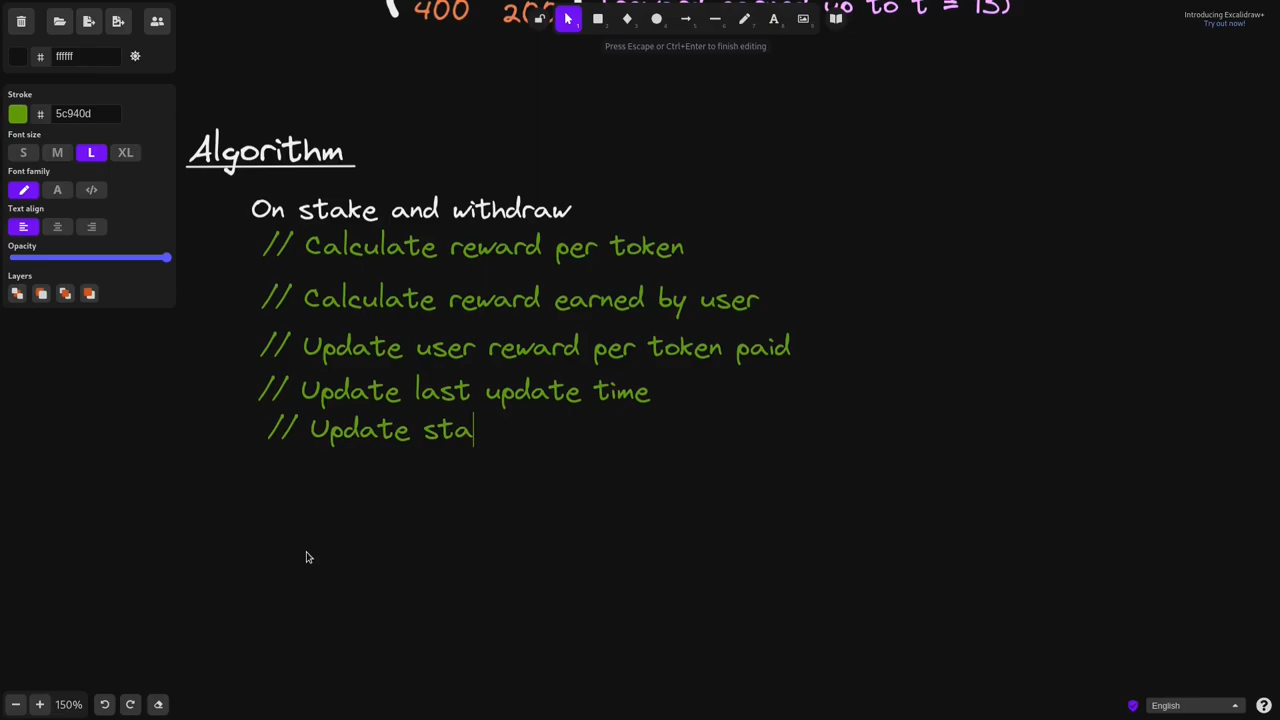 400
to t = 15)
Introducing Excalidraw+
Try out now!
Press Escape or Ctrl+Enter to finish editing
# ffffff
Stroke
# 5c940d
Font size
S M L XL
Font family
A </>
Text align
Opacity
Layers
Algorithm
On stake and withdraw
// Calculate reward per token
// Calculate reward earned by user
// Update user reward per token paid
// Update last update time
// Update sta
150%
English